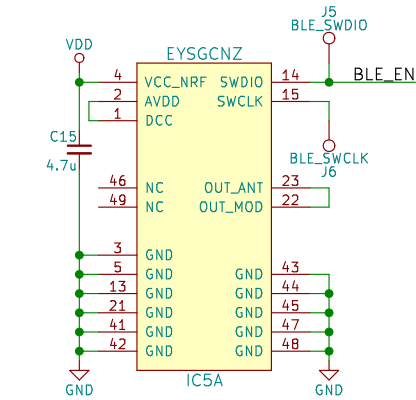 J5
BLE_SWDIO
VDD
EYSGCNZ
BLE_EN
4 VCC_NRF SWDIO 14
2 AVDD SWCLK 15
1 DCC
C15
4.7u
BLE_SWCLK
J6
46 NC OUT_ANT 23
49 NC OUT_MOD 22
3 GND
5 GND GND 43
13 GND GND 44
21 GND GND 45
41 GND GND 47
42 GND GND 48
GND IC5A GND